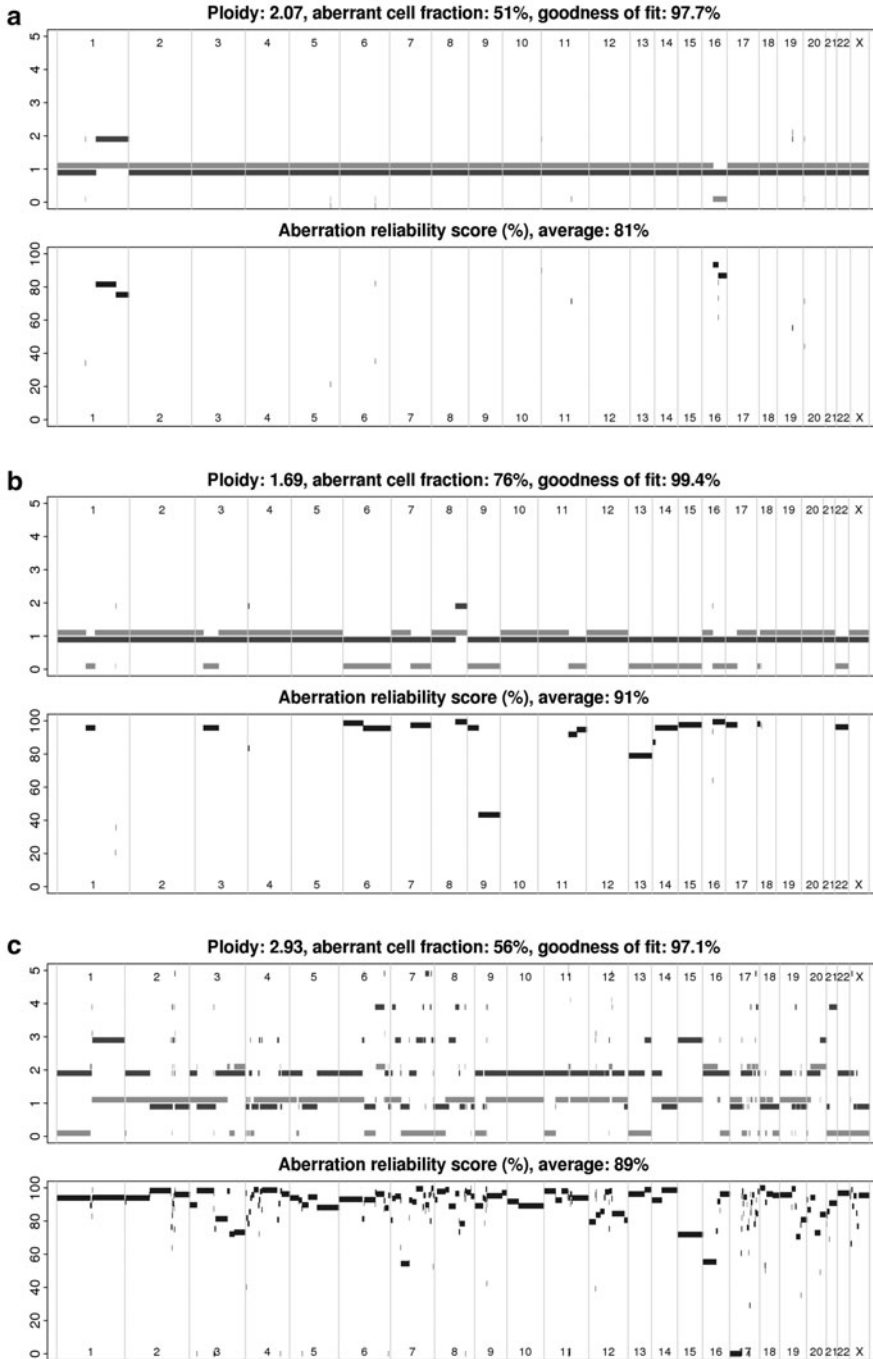 a
Ploidy: 2.07, aberrant cell fraction: 51%, goodness of fit: 97.7%
5
4
3
2
1
0
1 2 3 4 5 6 7 8 9 10 11 12 13 14 15 16 17 18 19 20 21 22 X
Aberration reliability score (%), average: 81%
100
80
60
40
20
0
1 2 3 4 5 6 7 8 9 10 11 12 13 14 15 16 17 18 19 20 21 22 X
b
Ploidy: 1.69, aberrant cell fraction: 76%, goodness of fit: 99.4%
5
4
3
2
1
0
1 2 3 4 5 6 7 8 9 10 11 12 13 14 15 16 17 18 19 20 21 22 X
Aberration reliability score (%), average: 91%
100
80
60
40
20
0
1 2 3 4 5 6 7 8 9 10 11 12 13 14 15 16 17 18 19 20 21 22 X
c
Ploidy: 2.93, aberrant cell fraction: 56%, goodness of fit: 97.1%
5
4
3
2
1
0
1 2 3 4 5 6 7 8 9 10 11 12 13 14 15 16 17 18 19 20 21 22 X
Aberration reliability score (%), average: 89%
100
80
60
40
20
0
1 2 3 4 5 6 7 8 9 10 11 12 13 14 15 16 17 18 19 20 21 22 X